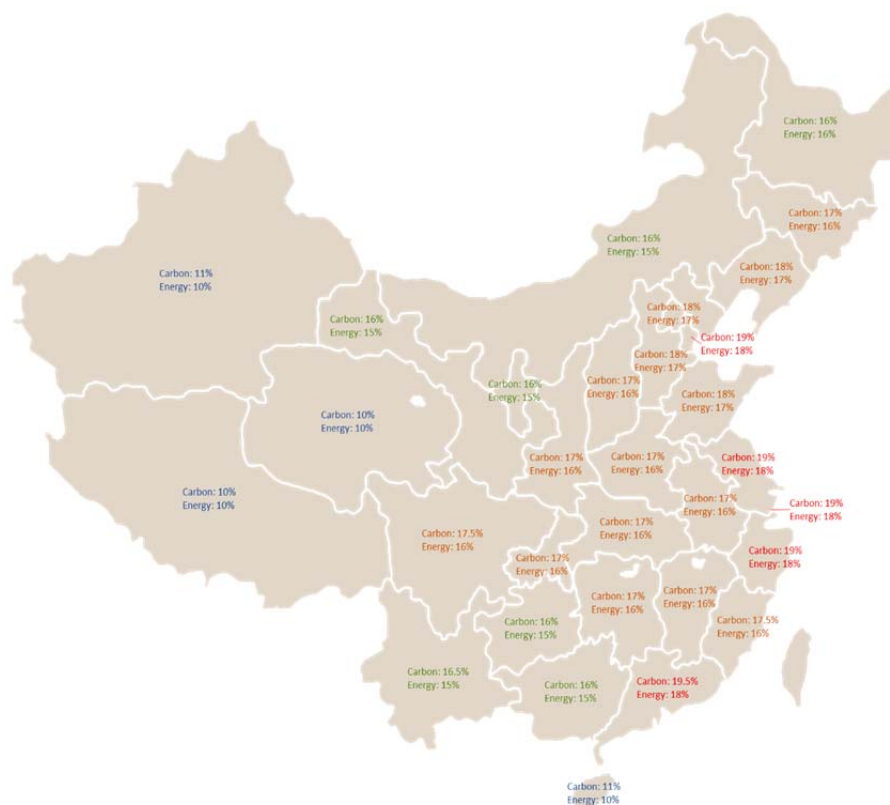 Carbon: 16%
Energy: 16%
Carbon: 17%
Energy: 16%
Carbon: 16%
Energy: 15%
Carbon: 18%
Energy: 17%
Carbon: 11%
Energy: 10%
Carbon: 18%
Energy: 17%
Carbon: 16%
Energy: 15%
Carbon: 19%
Energy: 18%
Carbon: 18%
Energy: 17%
Carbon: 16%
Energy: 15%
Carbon: 17%
Energy: 16%
Carbon: 18%
Energy: 17%
Carbon: 10%
Energy: 10%
Carbon: 17%
Energy: 16%
Carbon: 17%
Energy: 16%
Carbon: 19%
Energy: 18%
Carbon: 10%
Energy: 10%
Carbon: 17%
Energy: 16%
Carbon: 19%
Energy: 18%
Carbon: 17.5%
Energy: 16%
Carbon: 17%
Energy: 16%
Carbon: 19%
Energy: 18%
Carbon: 17%
Energy: 16%
Carbon: 17%
Energy: 16%
Carbon: 17%
Energy: 16%
Carbon: 16%
Energy: 15%
Carbon: 17.5%
Energy: 16%
Carbon: 16.5%
Energy: 15%
Carbon: 16%
Energy: 15%
Carbon: 19.5%
Energy: 18%
Carbon: 11%
Energy: 10%